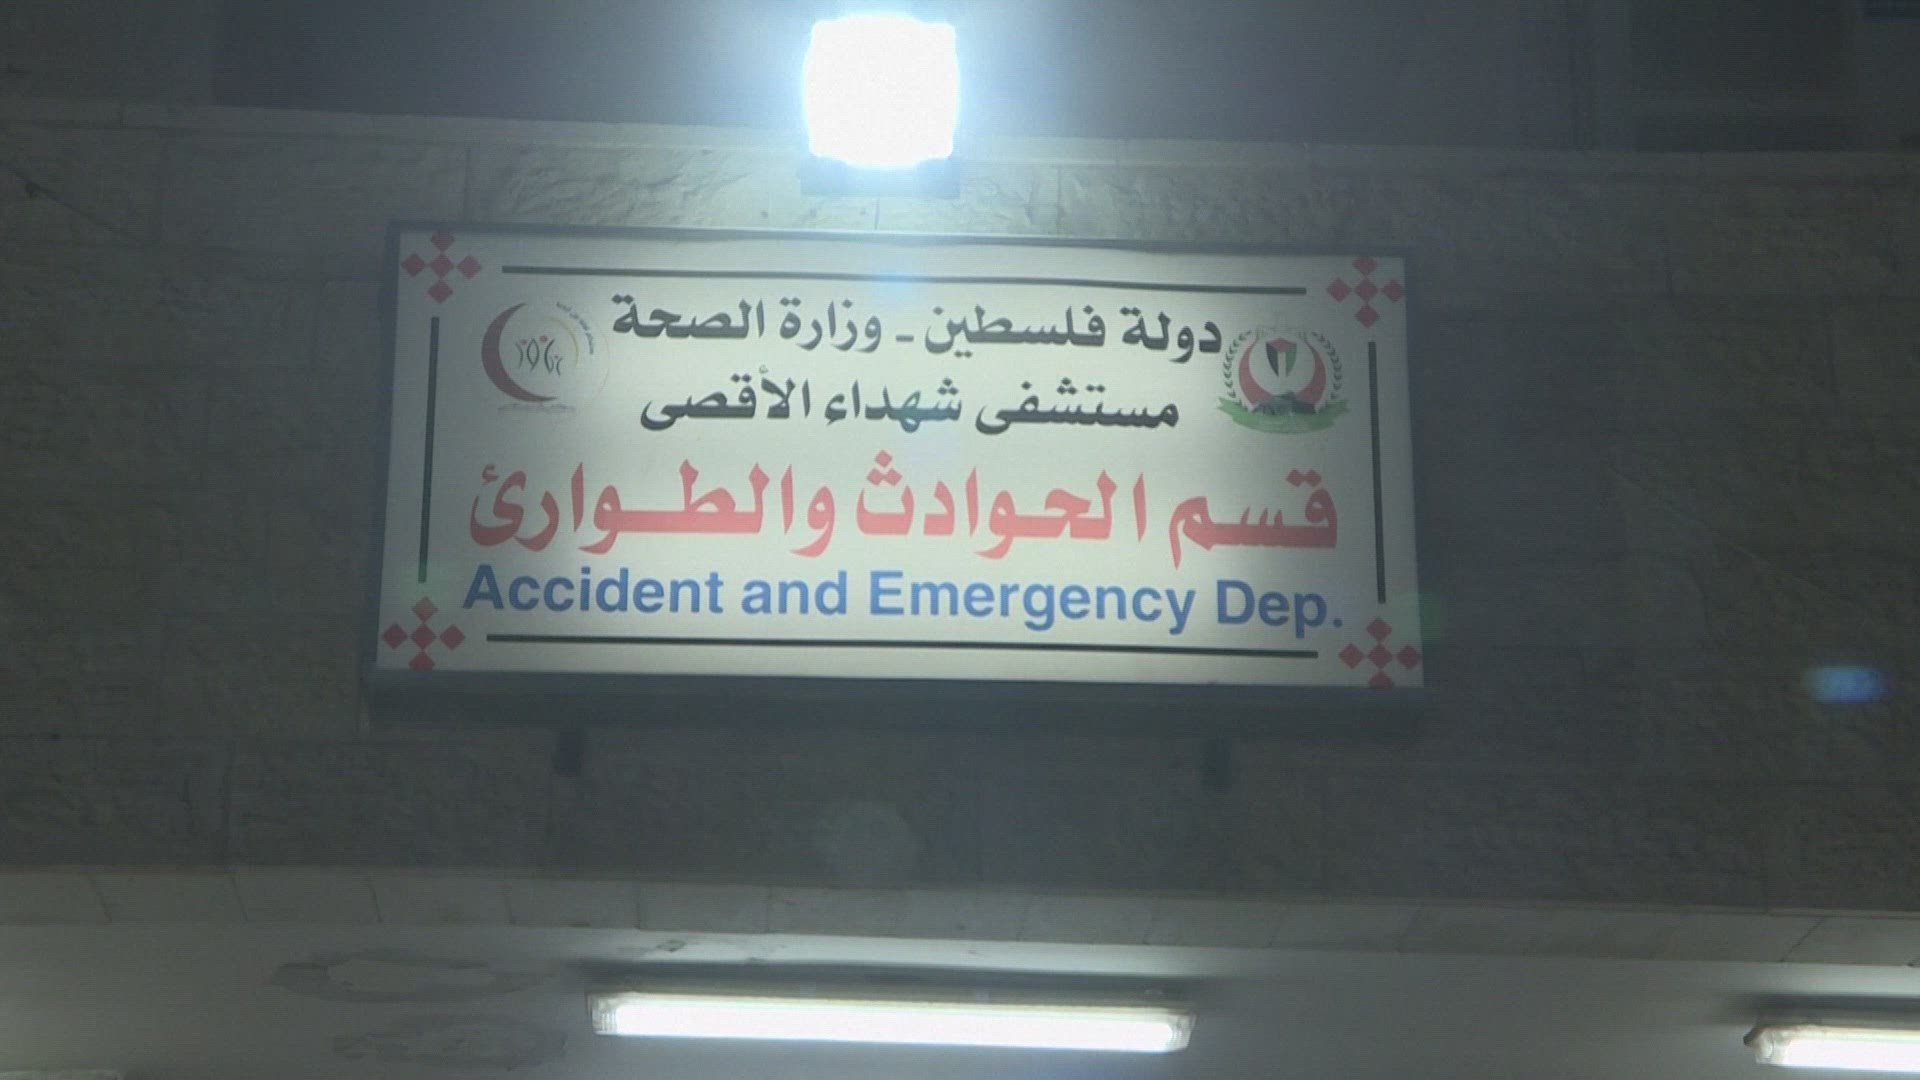 دولة فلسطين - وزارة الصحة
مستشفى شهداء الأقصى
قسم الحوادث والطوارئ
Accident and Emergency Dep.